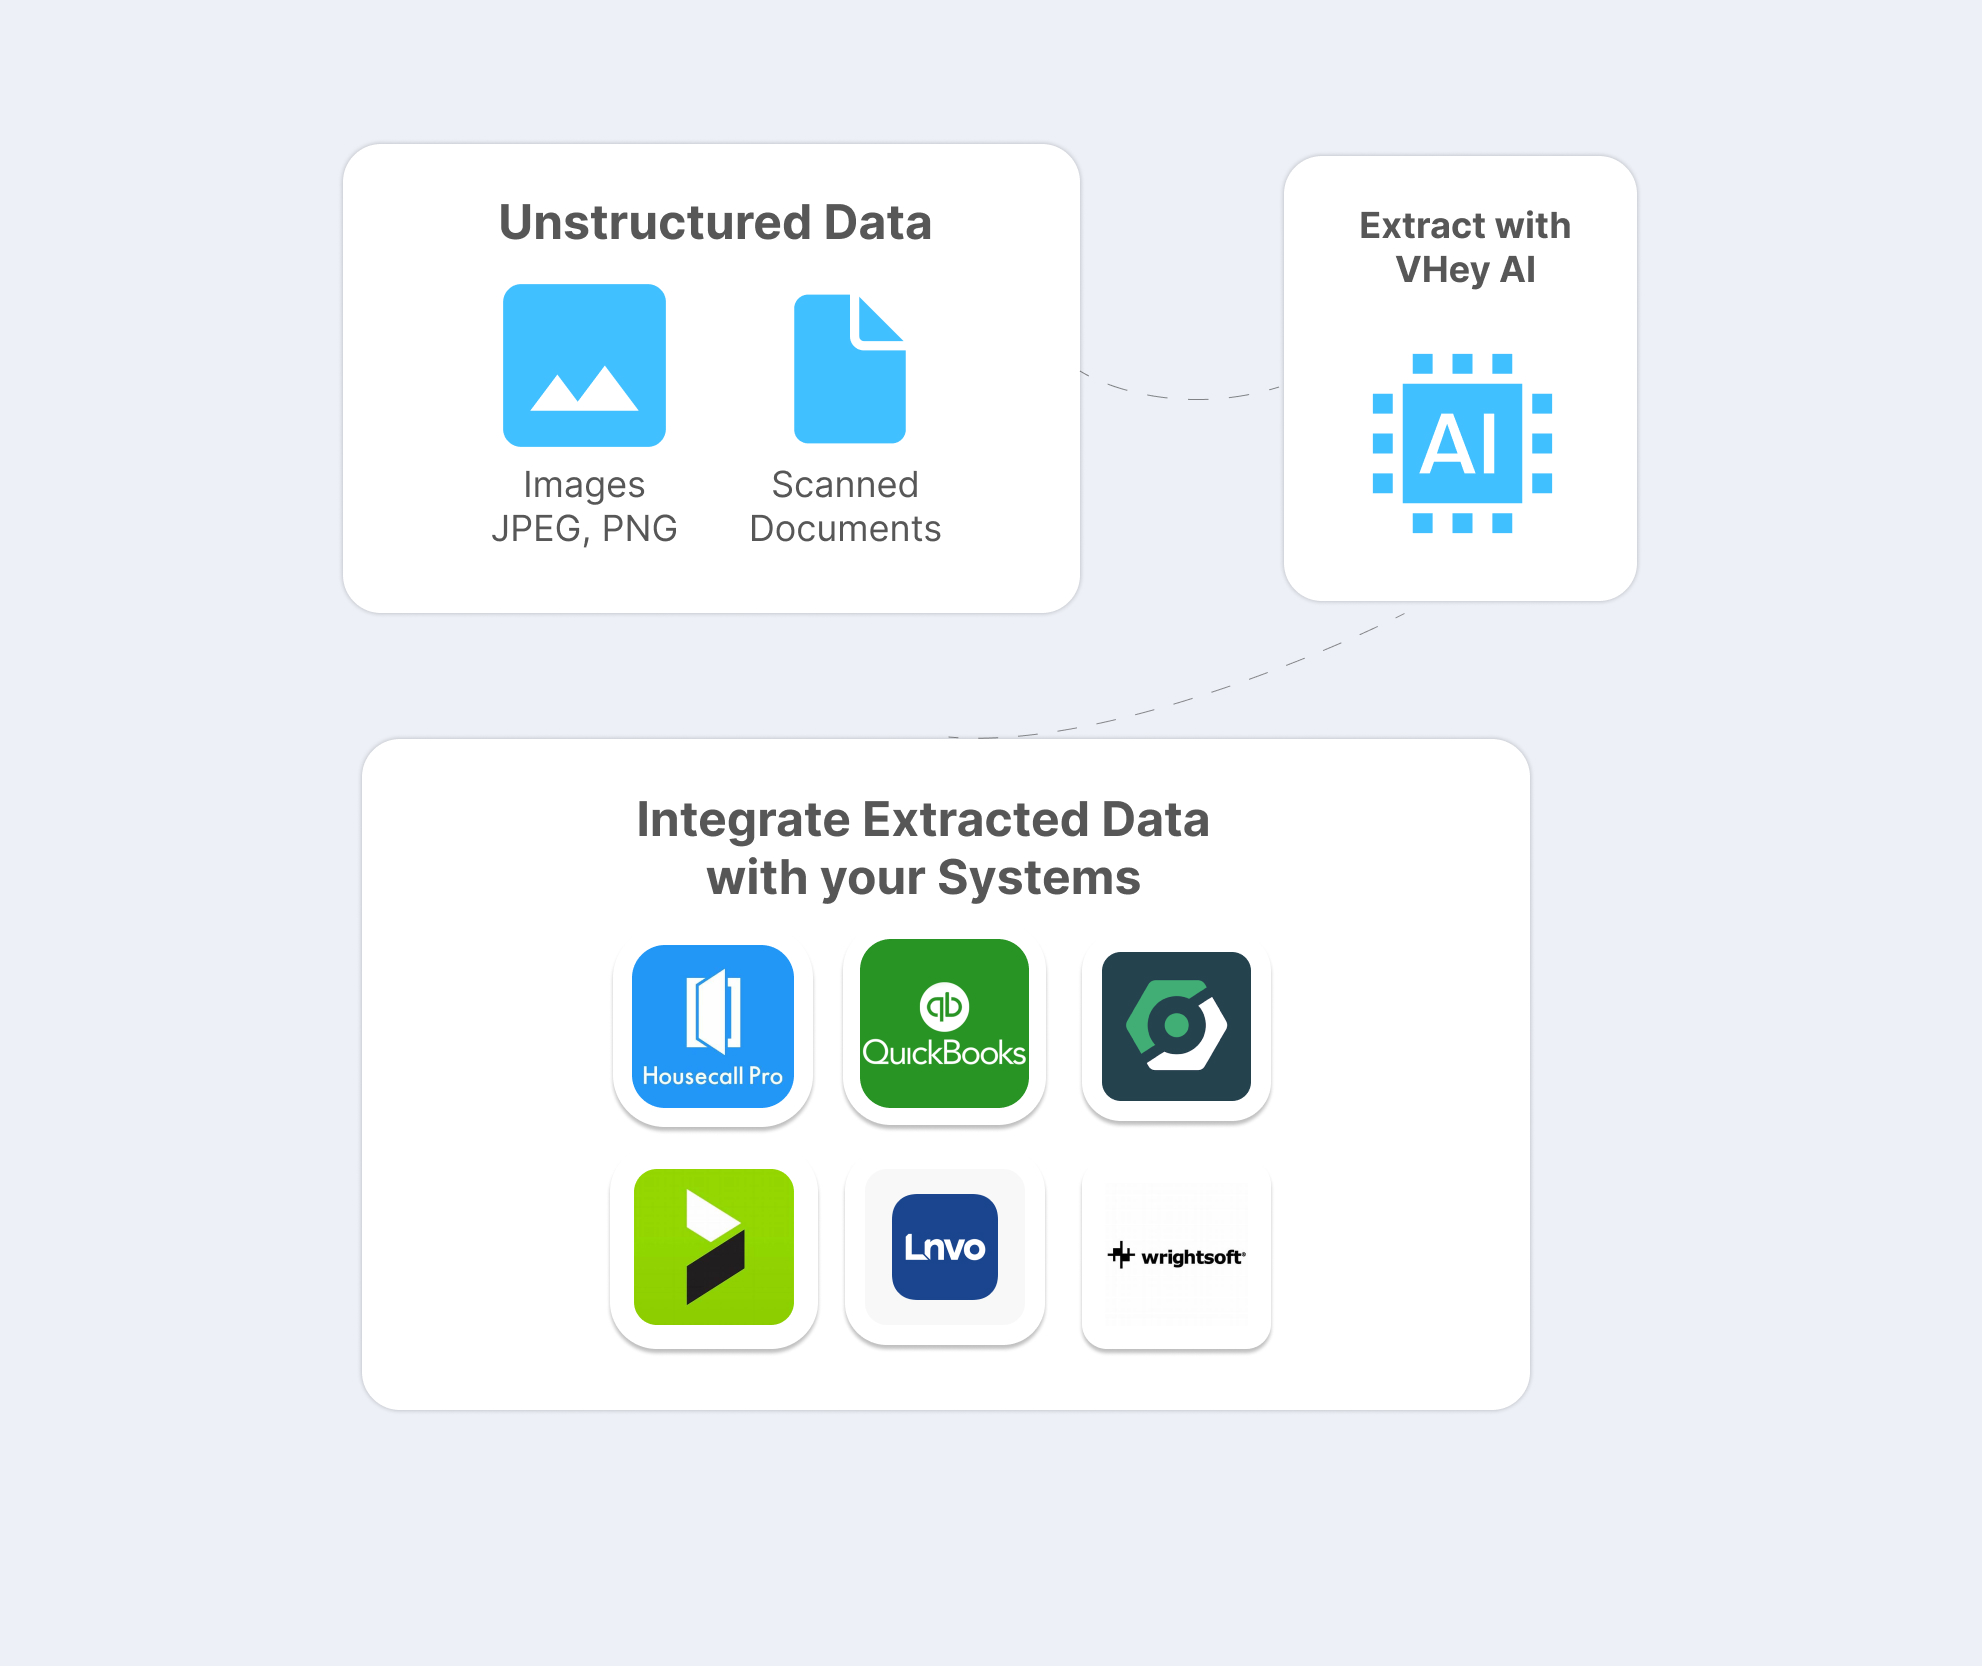 Unstructured Data
Images
JPEG, PNG
Scanned
Documents
Extract with
VHey AI
AI
Integrate Extracted Data
with your Systems
Housecall Pro
qb
QuickBooks
Lnvo
wrightsoft®